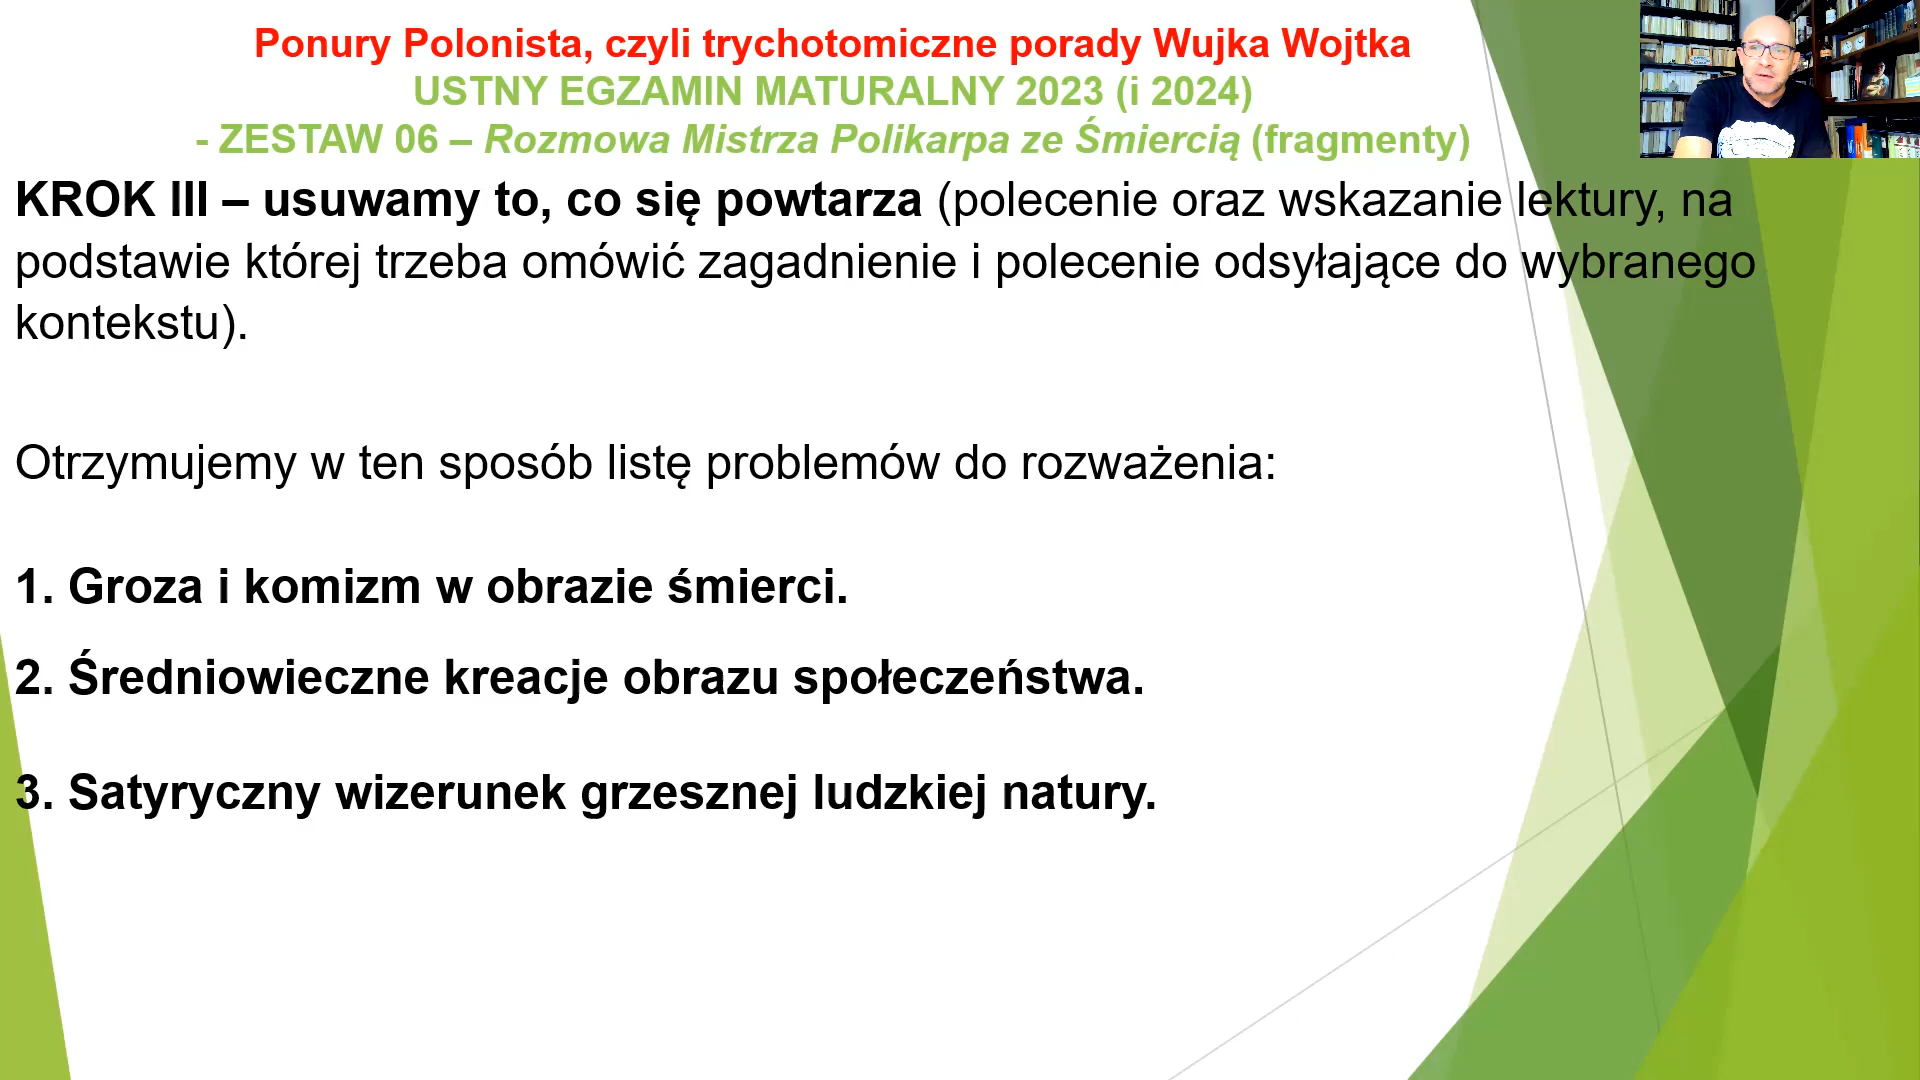 Ponury Polonista, czyli trychotomiczne porady Wujka Wojtka
USTNY EGZAMIN MATURALNY 2023 (i 2024)
- ZESTAW 06 – Rozmowa Mistrza Polikarpa ze Śmiercią (fragmenty)
KROK III – usuwamy to, co się powtarza (polecenie oraz wskazanie lektury, na
podstawie której trzeba omówić zagadnienie i polecenie odsyłające do wybranego
kontekstu).
Otrzymujemy w ten sposób listę problemów do rozważenia:
1. Groza i komizm w obrazie śmierci.
2. Średniowieczne kreacje obrazu społeczeństwa.
3. Satyryczny wizerunek grzesznej ludzkiej natury.